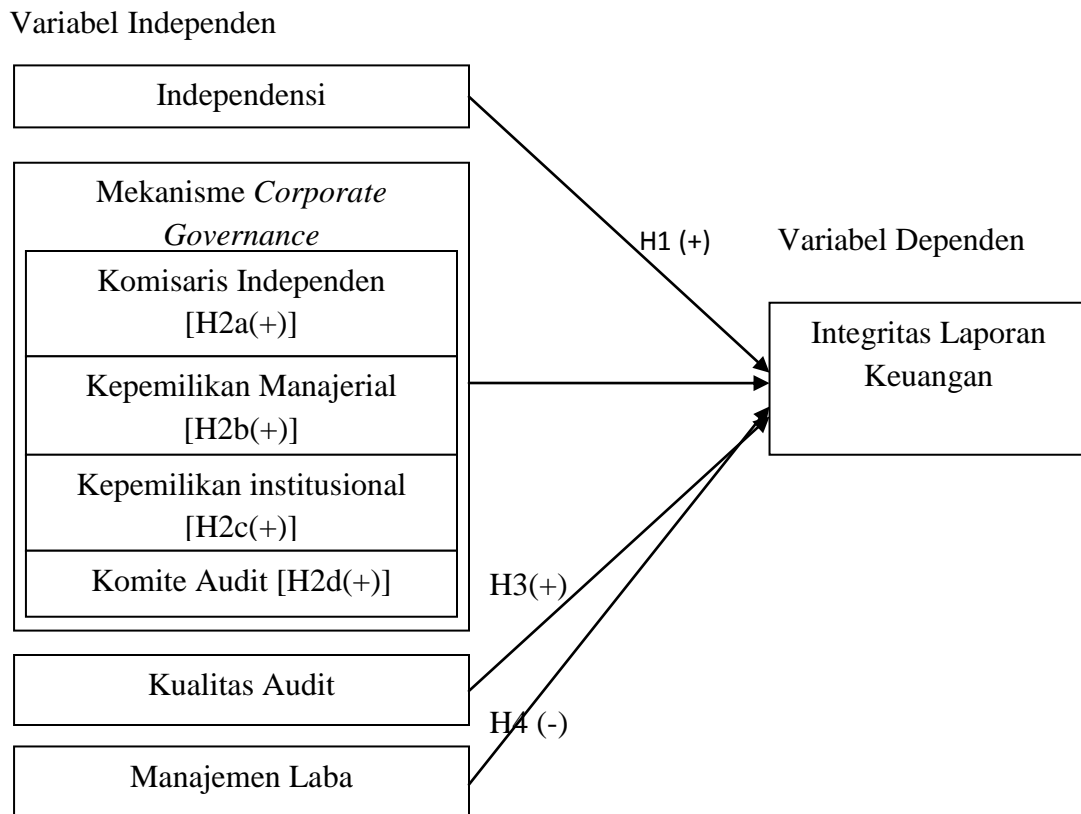 Variabel Independen
Independensi
Mekanisme Corporate
Governance
Komisaris Independen
[H2a(+)]
Kepemilikan Manajerial
[H2b(+)]
Kepemilikan institusional
[H2c(+)]
Komite Audit [H2d(+)]
Kualitas Audit
Manajemen Laba
H1 (+)
H3(+)
H4 (-)
Variabel Dependen
Integritas Laporan
Keuangan